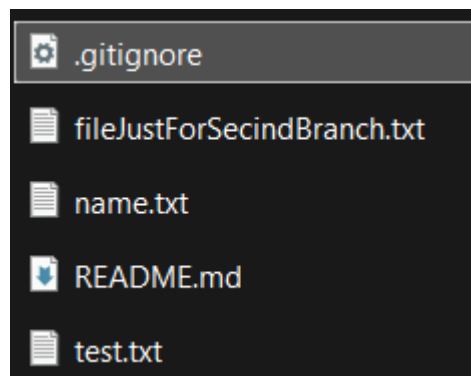 .gitignore
fileJustForSecindBranch.txt
name.txt
README.md
test.txt